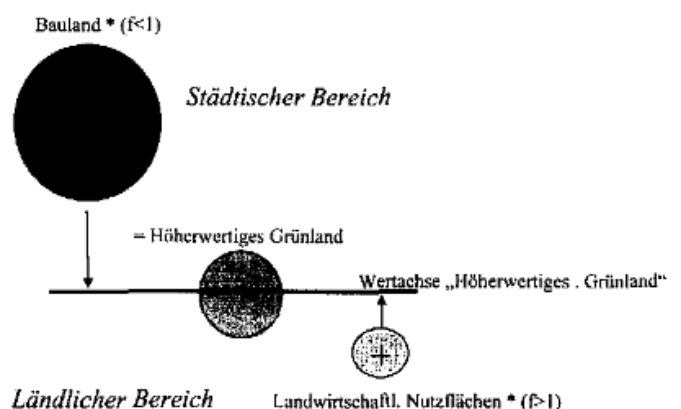 Bauland * (f<1)
Städtischer Bereich
= Höherwertiges Grünland
Wertachse „Höherwertiges . Grünland“
+
Ländlicher Bereich
Landwirtschaftl. Nutzflächen * (f>1)